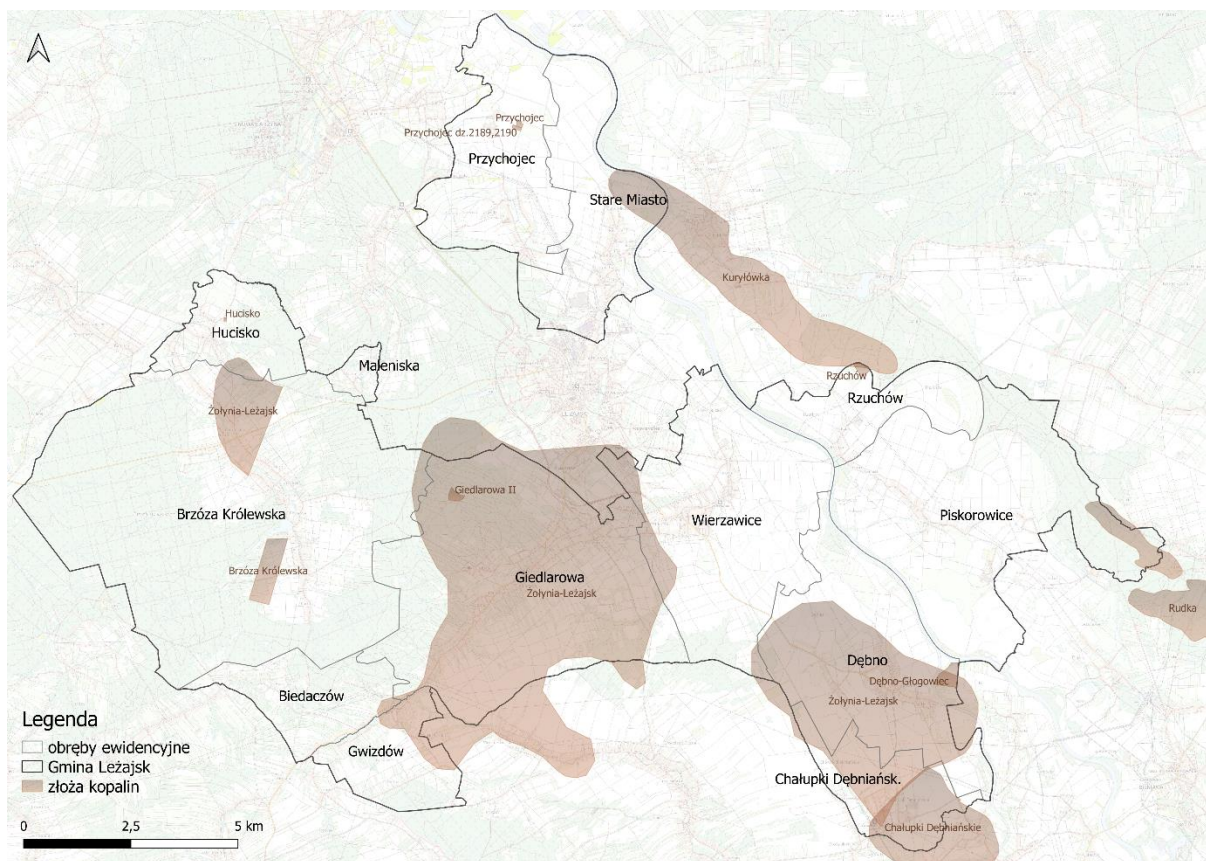 Przychojec
Przychojec dz.2189,2190
Przychojec
Stare Miasto
Kuryłówka
Hucisko
Hucisko
Maleniska
Rzuchów
Rzuchów
Żołynia-Leżajsk
Giedlarowa II
Brzóza Królewska
Wierzawice
Piskorowice
Brzóza Królewska
Giedlarowa
Żołynia-Leżajsk
Rudka
Dębno
Dębno-Głogowiec
Żołynia-Leżajsk
Biedaczów
Gwizdów
Chałupki Dębniańsk.
Chałupki Dębniańskie
Legenda
obręby ewidencyjne
Gmina Leżajsk
złoża kopalin
0 2,5 5 km